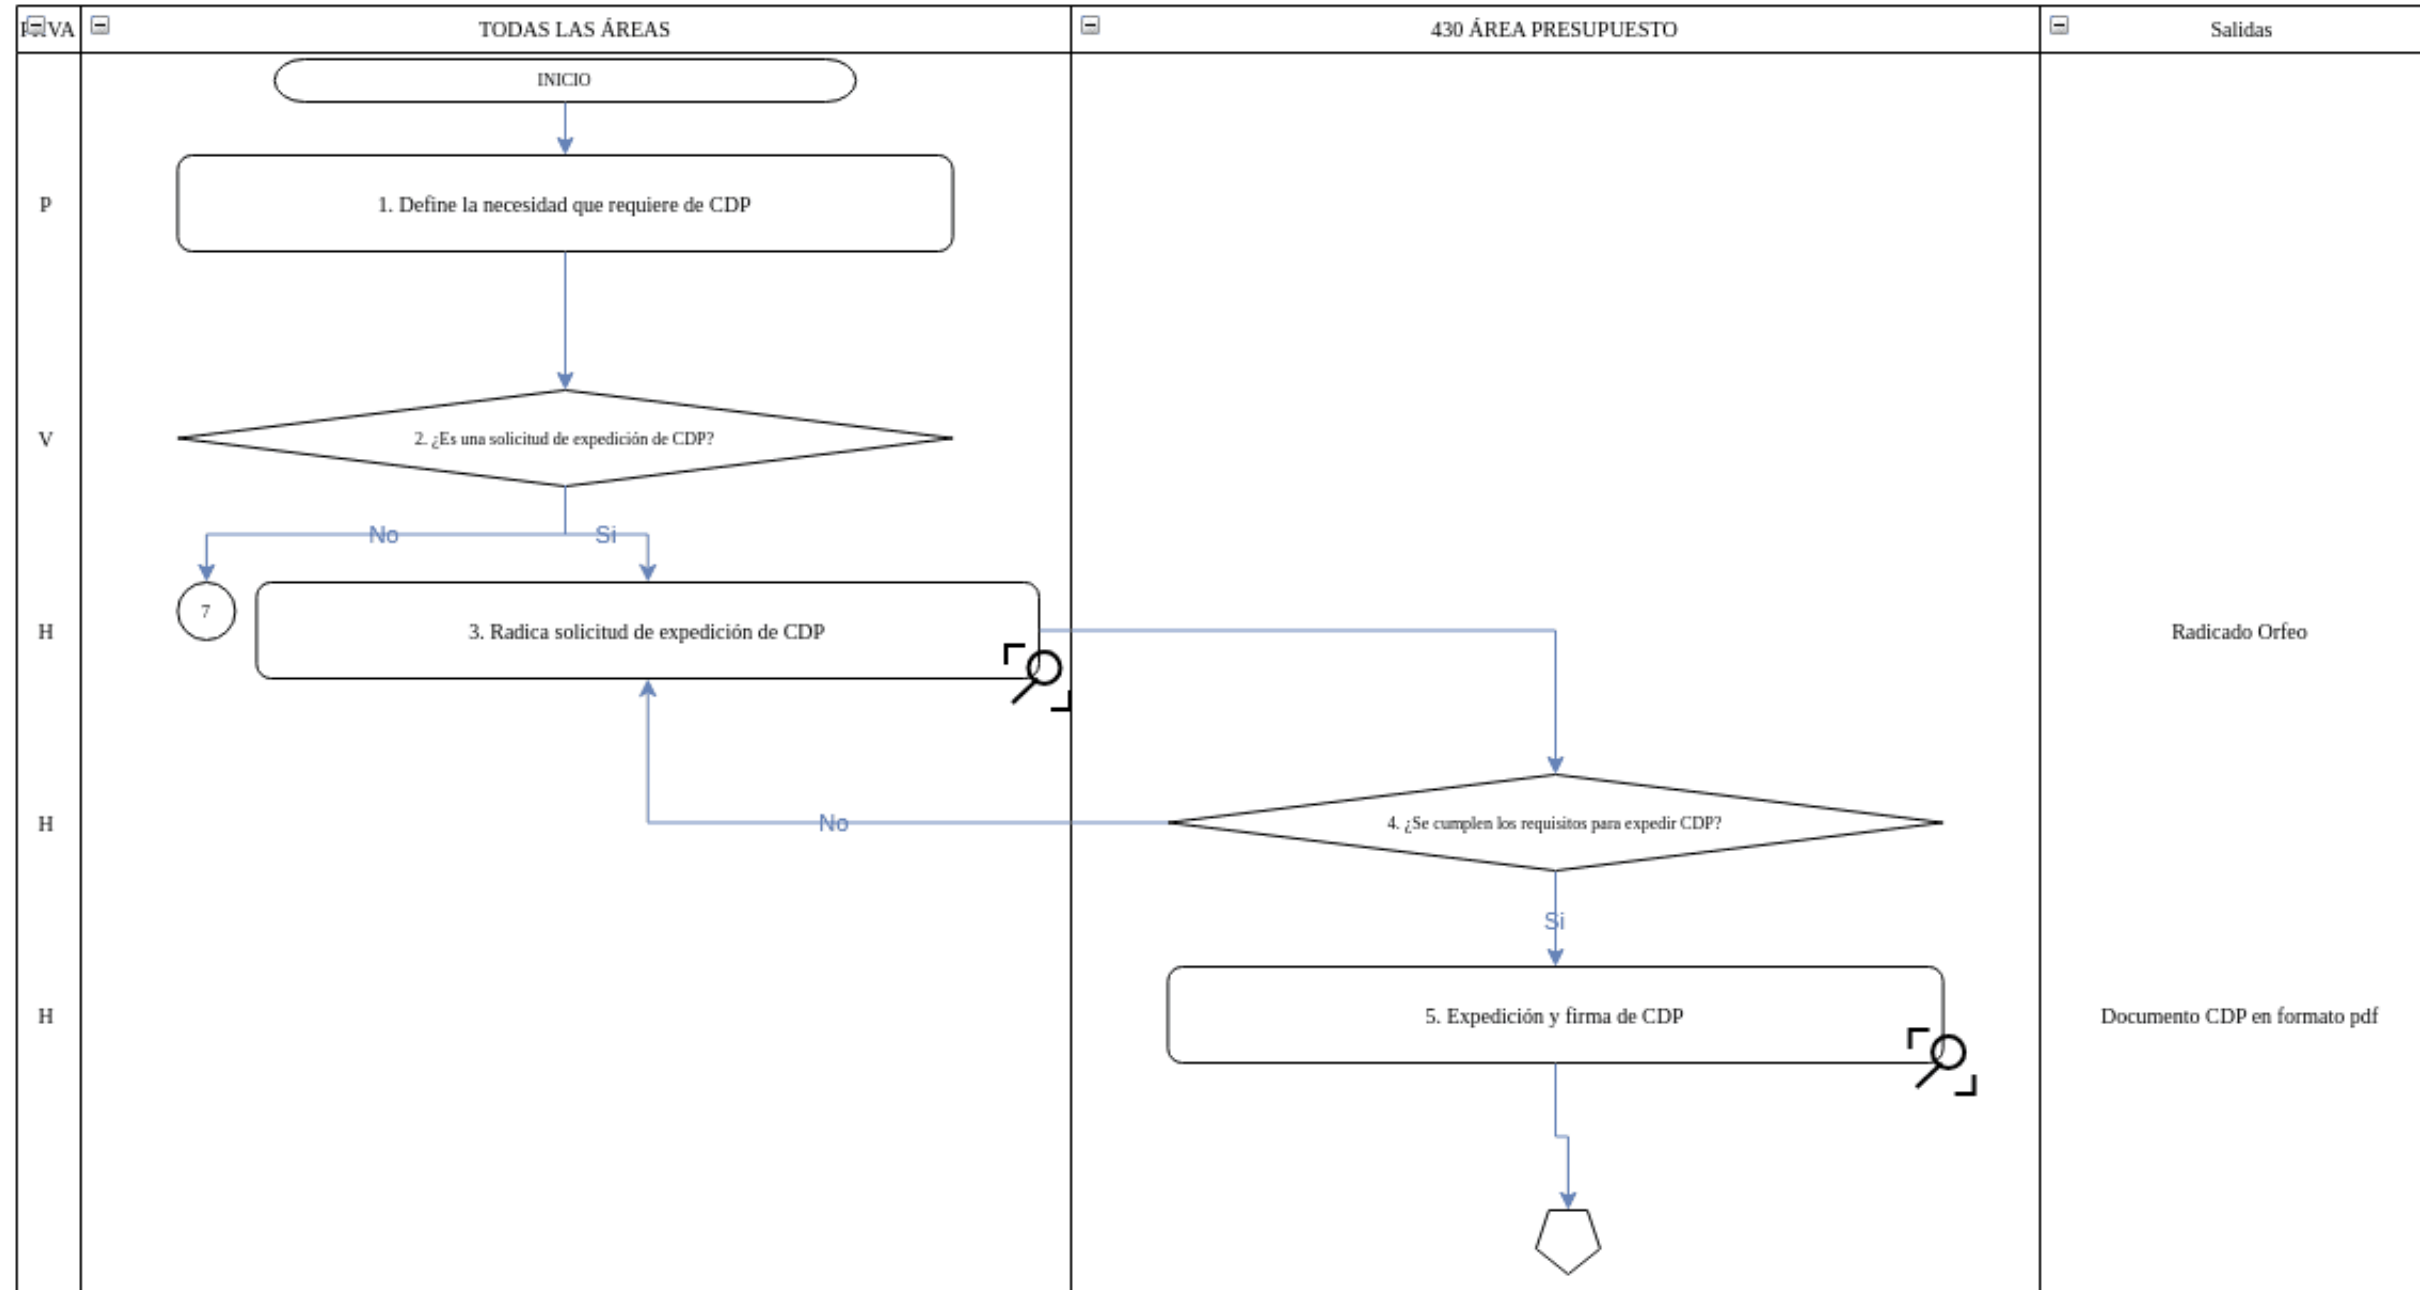 TODAS LAS ÁREAS
430 ÁREA PRESUPUESTO
Salidas
INICIO
P
1. Define la necesidad que requiere de CDP
V
2. ¿Es una solicitud de expedición de CDP?
No
Si
7
H
3. Radica solicitud de expedición de CDP
Radicado Orfeo
H
No
4. ¿Se cumplen los requisitos para expedir CDP?
Si
H
5. Expedición y firma de CDP
Documento CDP en formato pdf